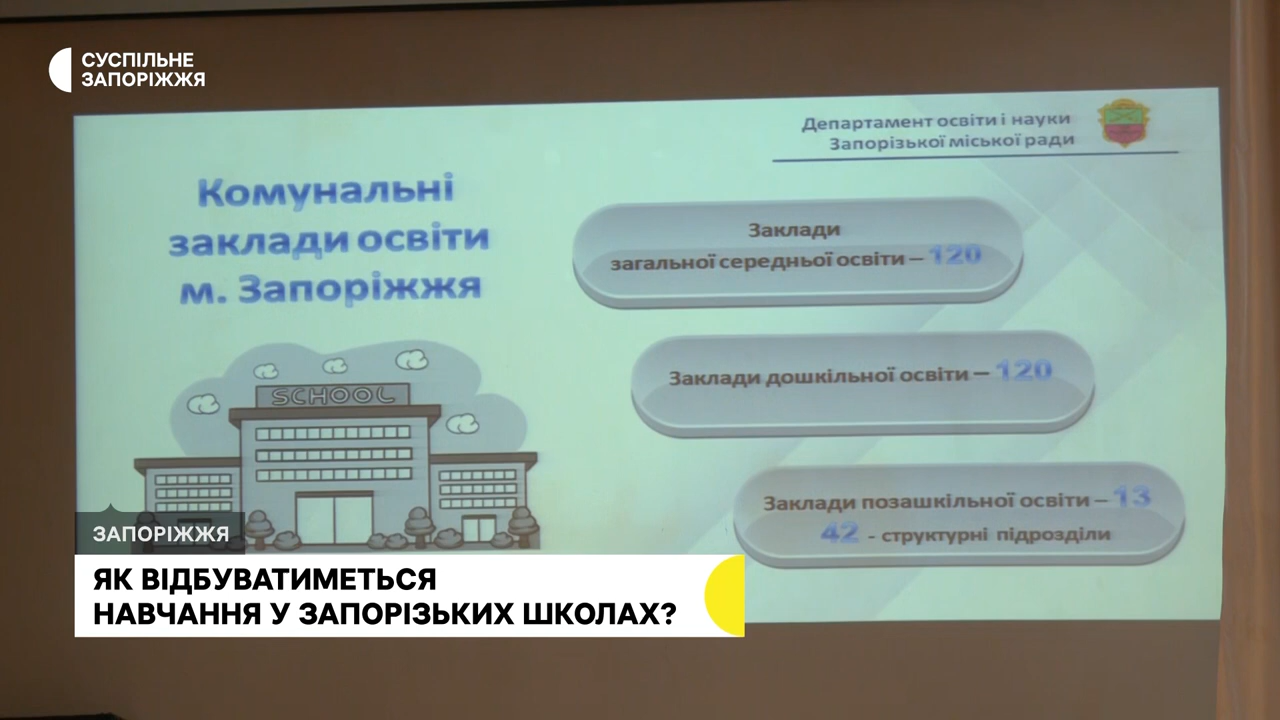 СУСПІЛЬНЕ
ЗАПОРІЖЖЯ
Департамент освіти і науки
Запорізької міської ради
Комунальні
заклади освіти
м. Запоріжжя
Заклади
загальної середньої освіти – 120
Заклади дошкільної освіти – 120
Заклади позашкільної освіти – 13
42 - структурні підрозділи
SCHOOL
ЗАПОРІЖЖЯ
ЯК ВІДБУВАТИМЕТЬСЯ
НАВЧАННЯ У ЗАПОРІЗЬКИХ ШКОЛАХ?